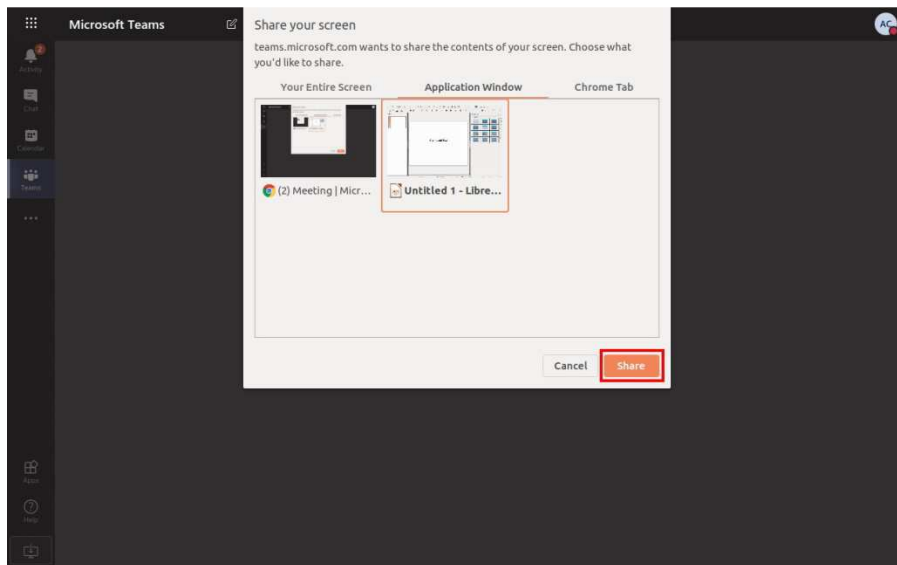 Microsoft Teams
Share your screen
AC
teams.microsoft.com wants to share the contents of your screen. Choose what
you'd like to share.
2
Activity
Your Entire Screen Application Window Chrome Tab
Chat
Calendar
Teams
(2) Meeting | Micr... Untitled 1 - Libre...
Cancel Share
Apps
Help